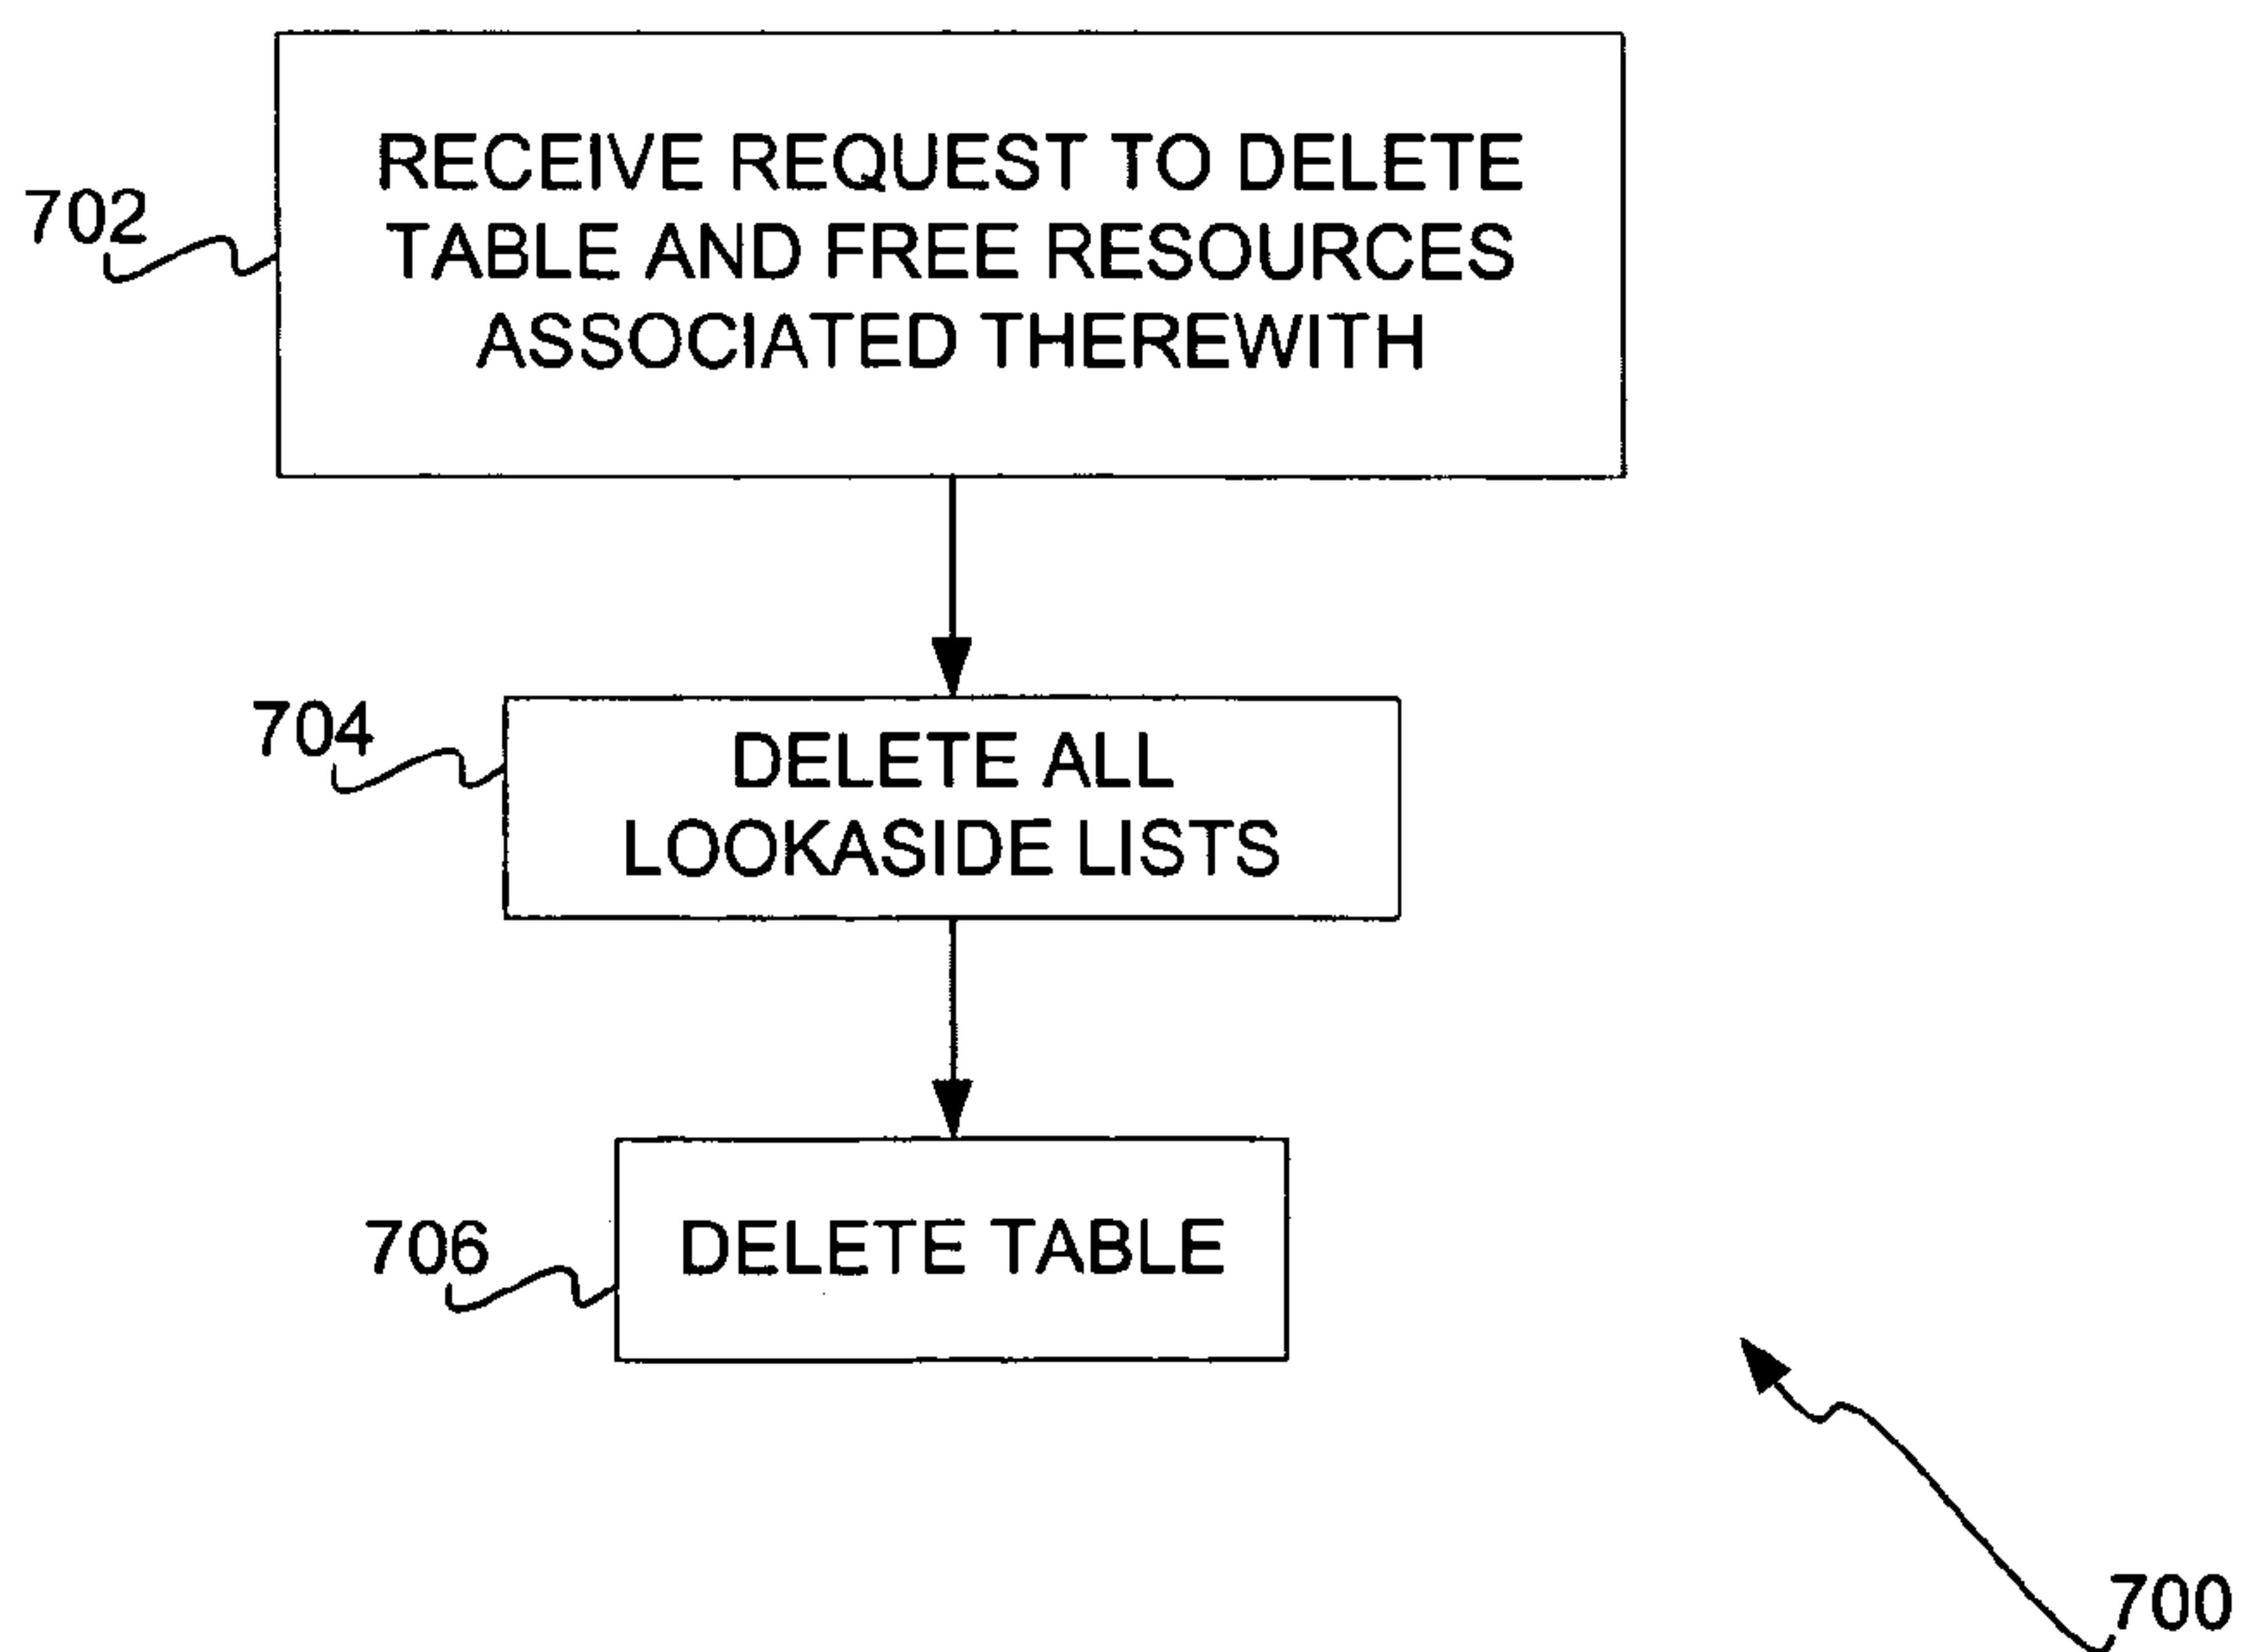 RECEIVE REQUEST TO DELETE
TABLE AND FREE RESOURCES
ASSOCIATED THEREWITH
702
704
DELETE ALL
LOOKASIDE LISTS
706
DELETE TABLE
700